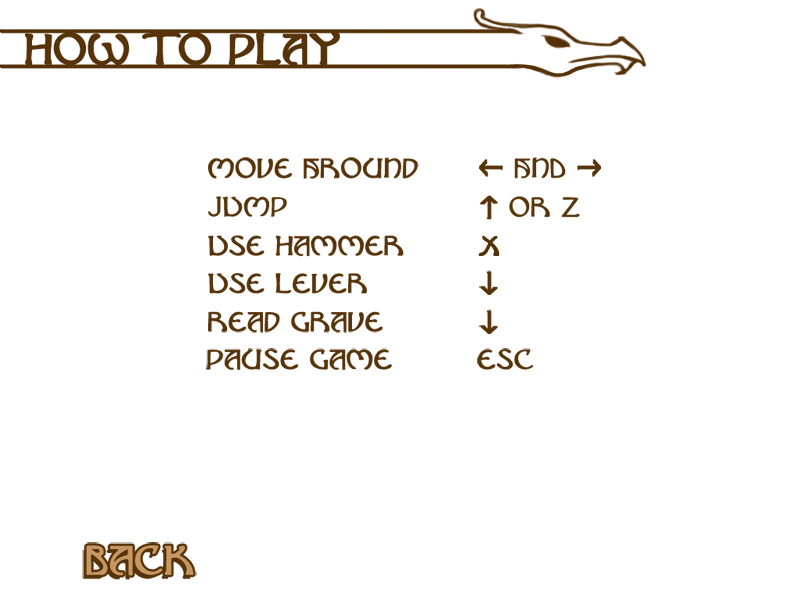 HOW TO PLAY
MOVE AROUND ← AND →
JUMP ↑ OR Z
USE HAMMER X
USE LEVER ↓
READ GRAVE ↓
PAUSE GAME ESC
BACK